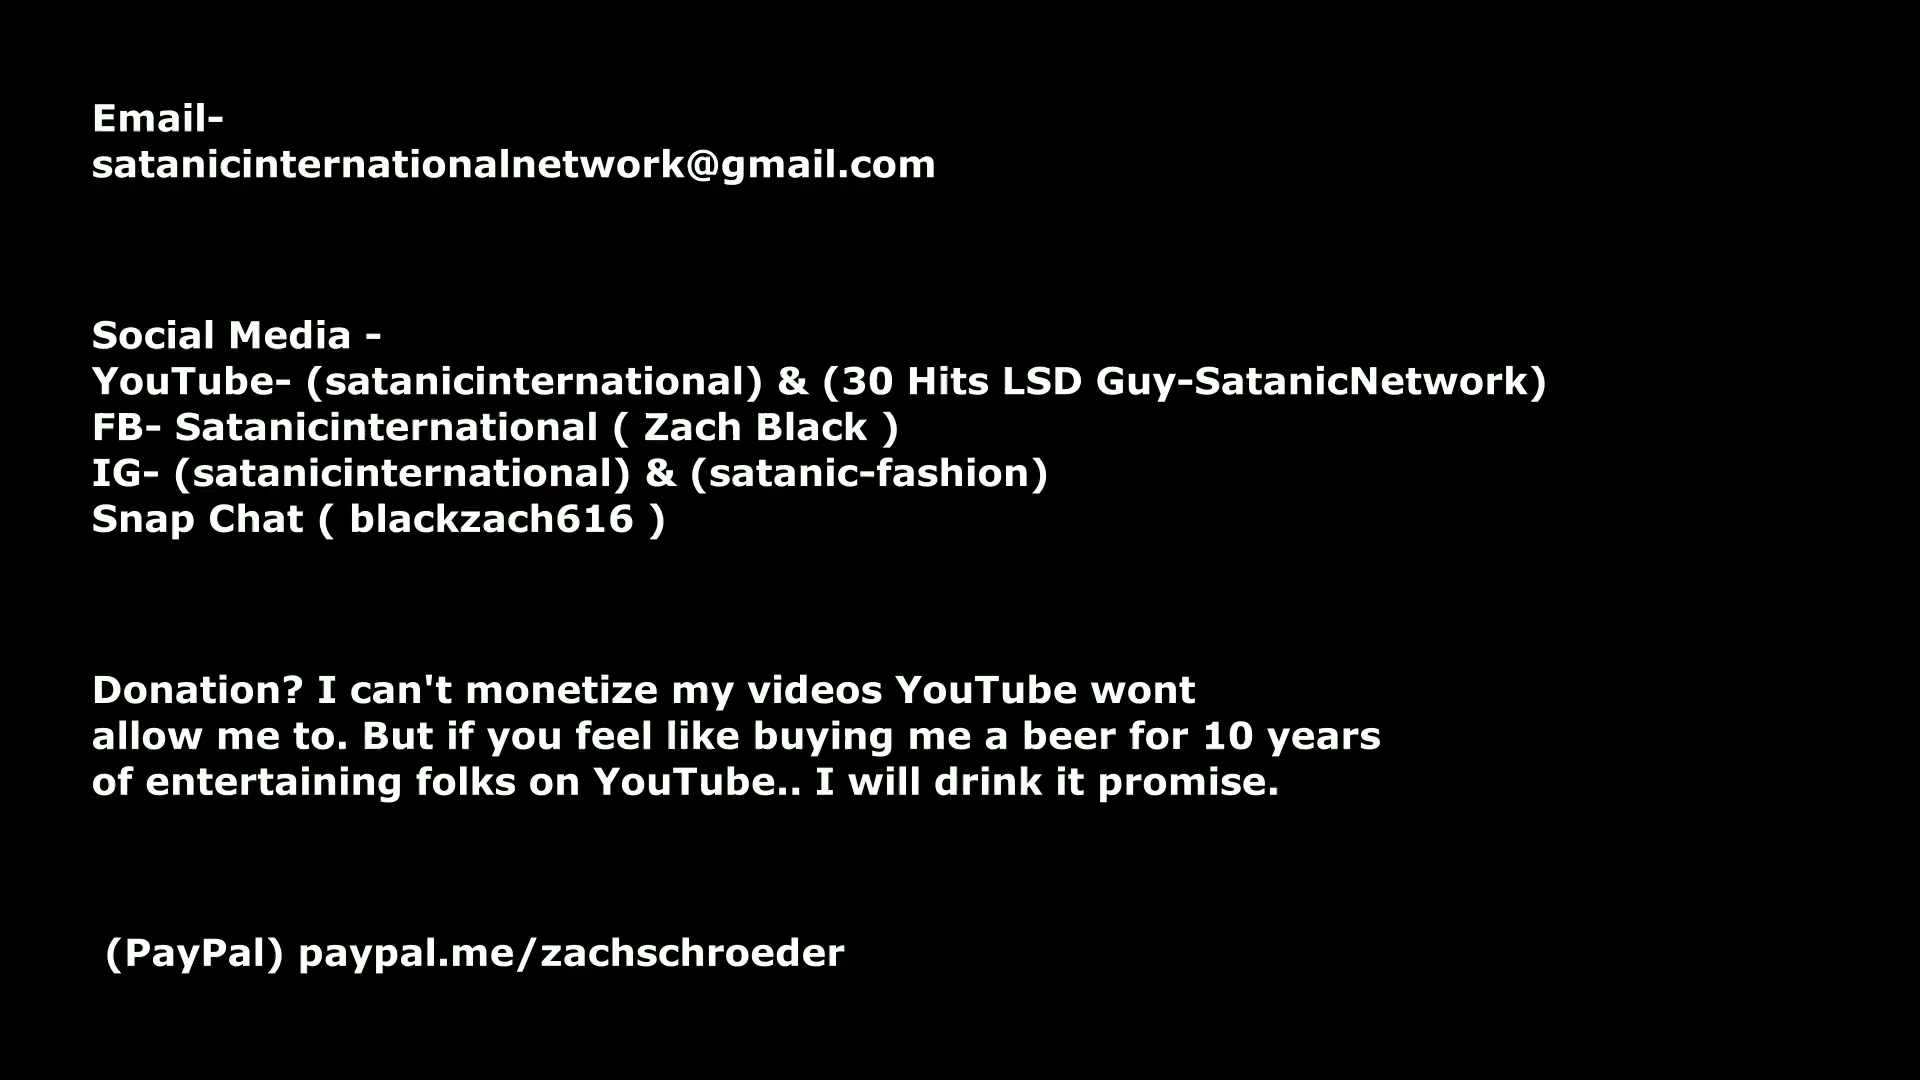 Email-
satanicinternationalnetwork@gmail.com
Social Media -
YouTube- (satanicinternational) & (30 Hits LSD Guy-SatanicNetwork)
FB- Satanicinternational ( Zach Black )
IG- (satanicinternational) & (satanic-fashion)
Snap Chat ( blackzach616 )
Donation? I can't monetize my videos YouTube wont
allow me to. But if you feel like buying me a beer for 10 years
of entertaining folks on YouTube.. I will drink it promise.
(PayPal) paypal.me/zachschroeder